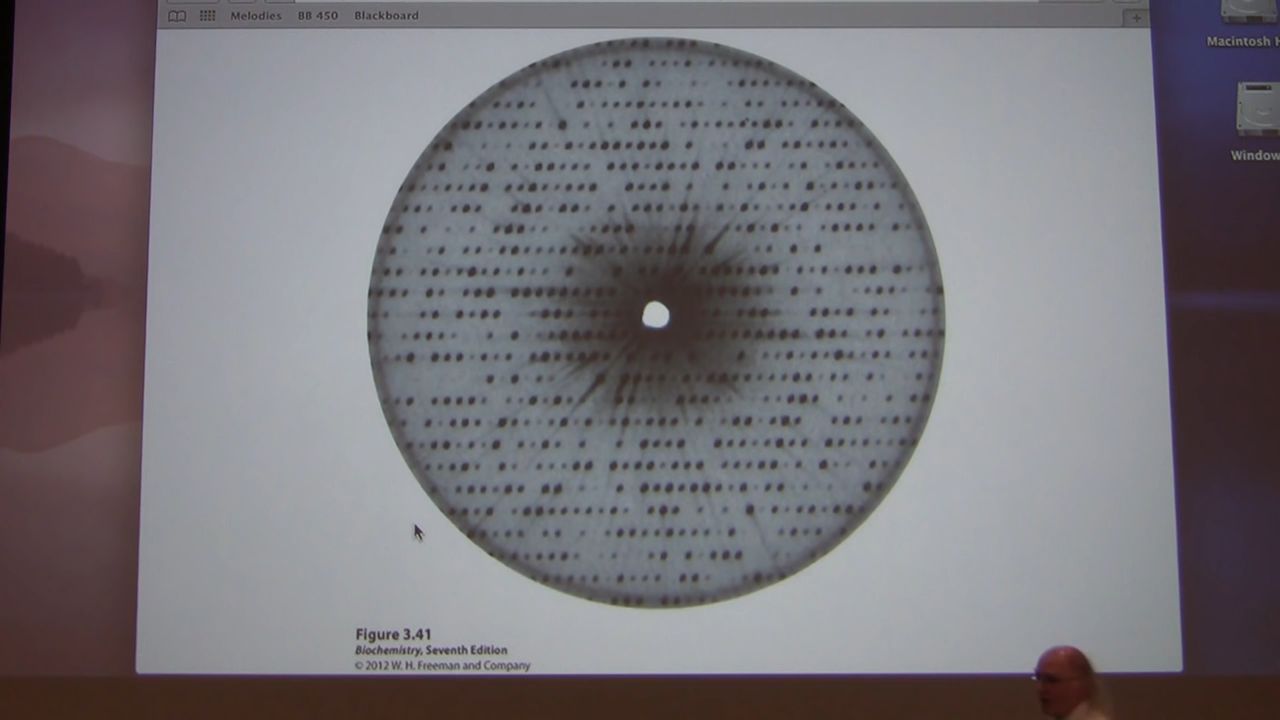 Melodies BB 450 Blackboard
Macintosh H
Window
Figure 3.41
Biochemistry, Seventh Edition
© 2012 W. H. Freeman and Company